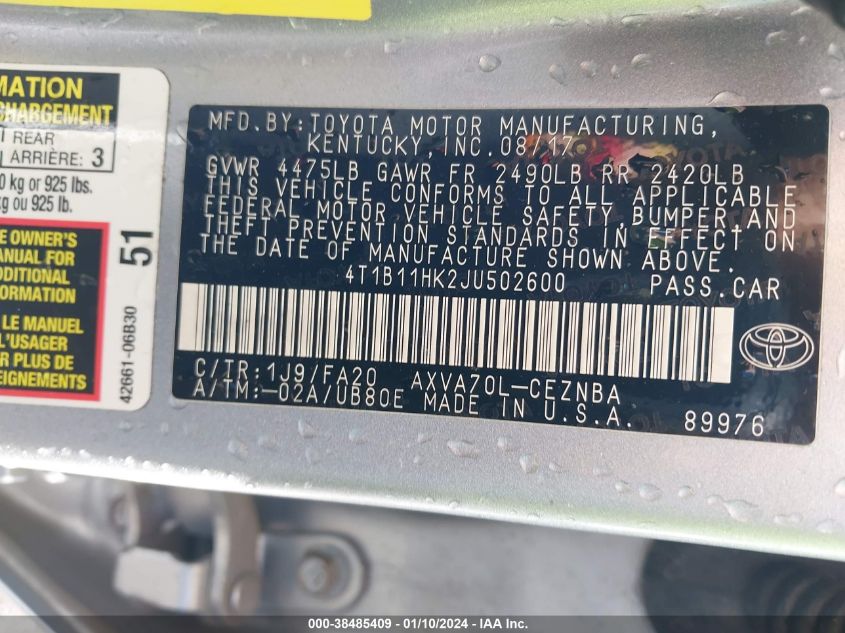 MATION
CHARGEMENT
REAR
ARRIÈRE: 3
0 kg or 925 lbs.
kg ou 925 lb.
E OWNER'S
MANUAL FOR
ADDITIONAL
FORMATION
LE MANUEL
L'USAGER
R PLUS DE
51
42661-06B30
MFD.BY:TOYOTA MOTOR MANUFACTURING,
KENTUCKY, INC. 08/17
GVWR 4475LB GAWR FR 2490LB RR 2420LB
THIS VEHICLE CONFORMS TO ALL APPLICABLE
FEDERAL MOTOR VEHICLE SAFETY, BUMPER AND
THEFT PREVENTION STANDARDS IN EFFECT ON
THE DATE OF MANUFACTURE SHOWN ABOVE.
4T1B11HK2JU502600 PASS.CAR
C/TR:1J9/FA20 AXVA70L-CEZNBA
A/TM:-02A/UB80E MADE IN U.S.A. 89976
000-38485409 - 01/10/2024 - IAA Inc.